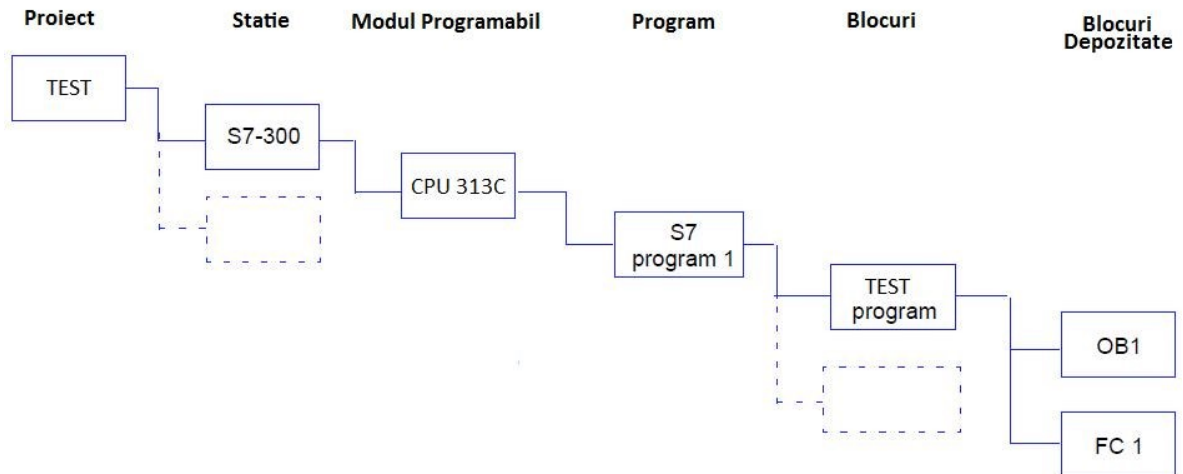 Proiect
Statie
Modul Programabil
Program
Blocuri
Blocuri
Depozitate
TEST
S7-300
CPU 313C
S7
program 1
TEST
program
OB1
FC 1